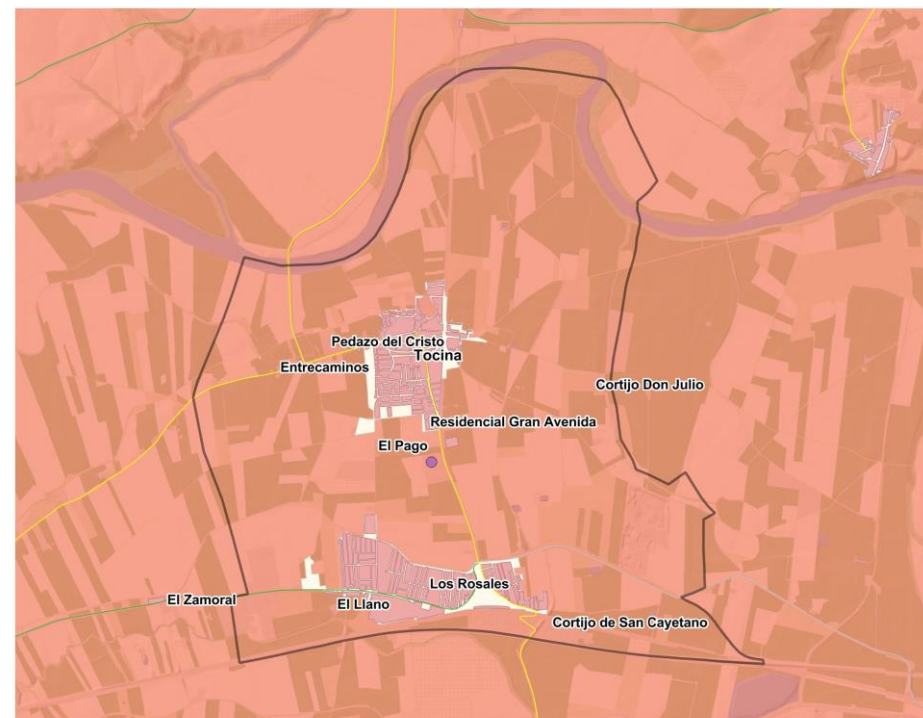 Pedazo del Cristo
Tocina
Entrecaminos
Cortijo Don Julio
Residencial Gran Avenida
El Pago
Los Rosales
El Zamoral
El Llano
Cortijo de San Cayetano